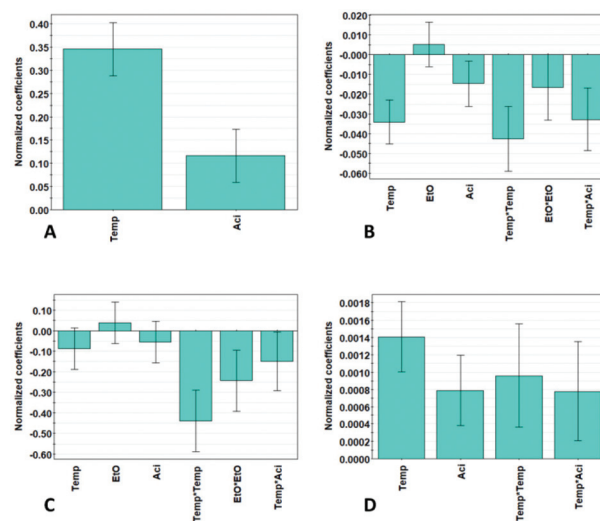 Normalized coefficients
0.40
0.35
0.30
0.25
0.20
0.15
0.10
0.05
0.00
Temp
Aci
A
Normalized coefficients
0.020
0.010
-0.000
-0.010
-0.020
-0.030
-0.040
-0.050
-0.060
Temp
EtO
Aci
Temp*Temp
EtO*EtO
Temp*Aci
B
Normalized coefficients
0.10
0.00
-0.10
-0.20
-0.30
-0.40
-0.50
-0.60
Temp
EtO
Aci
Temp*Temp
EtO*EtO
Temp*Aci
C
Normalized coefficients
0.0018
0.0016
0.0014
0.0012
0.0010
0.0008
0.0006
0.0004
0.0002
0.0000
Temp
Aci
Temp*Temp
Temp*Aci
D